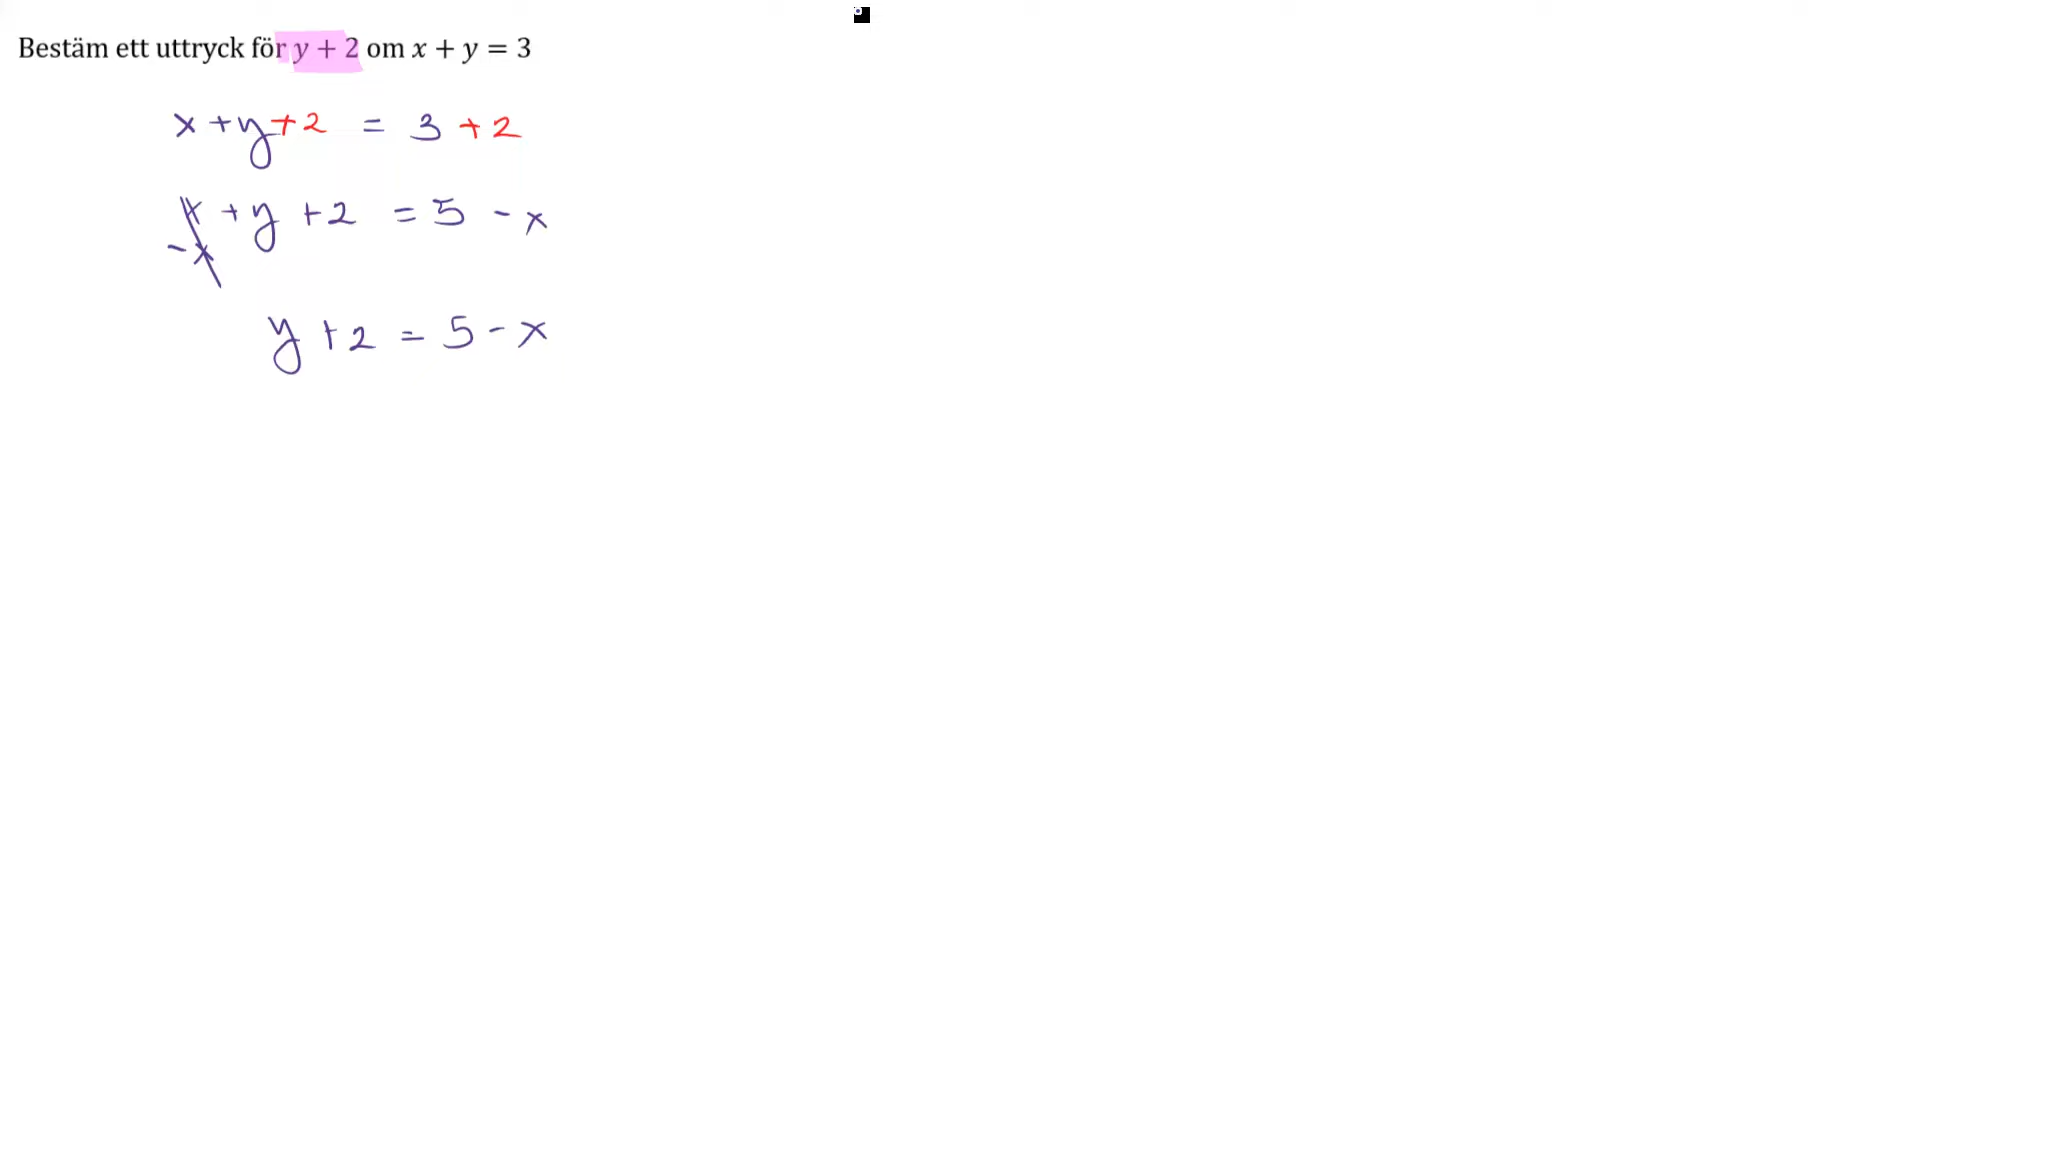 Bestäm ett uttryck för y + 2 om x + y = 3
x + y + 2 = 3 + 2
x + y + 2 = 5 - x
- x
y + 2 = 5 - x